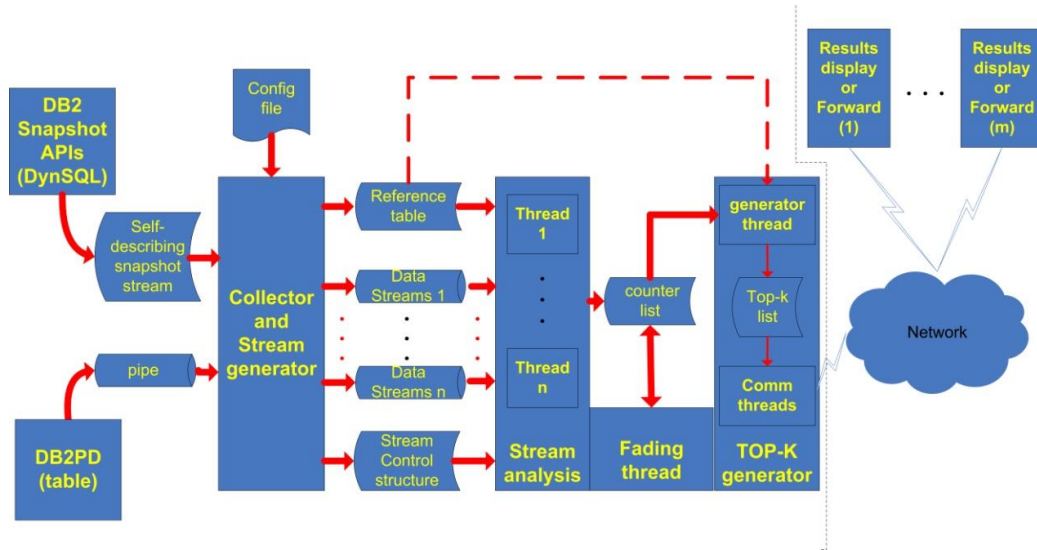 DB2
Snapshot
APIs
(DynSQL)
Self-
describing
snapshot
stream
pipe
DB2PD
(table)
Config
file
Collector
and
Stream
generator
Reference
table
Data
Streams 1
Data
Streams n
Stream
Control
structure
Thread
1
Thread
n
Stream
analysis
counter
list
Fading
thread
generator
thread
Top-k
list
Comm
threads
TOP-K
generator
Results
display
or
Forward
(1)
Results
display
or
Forward
(m)
Network